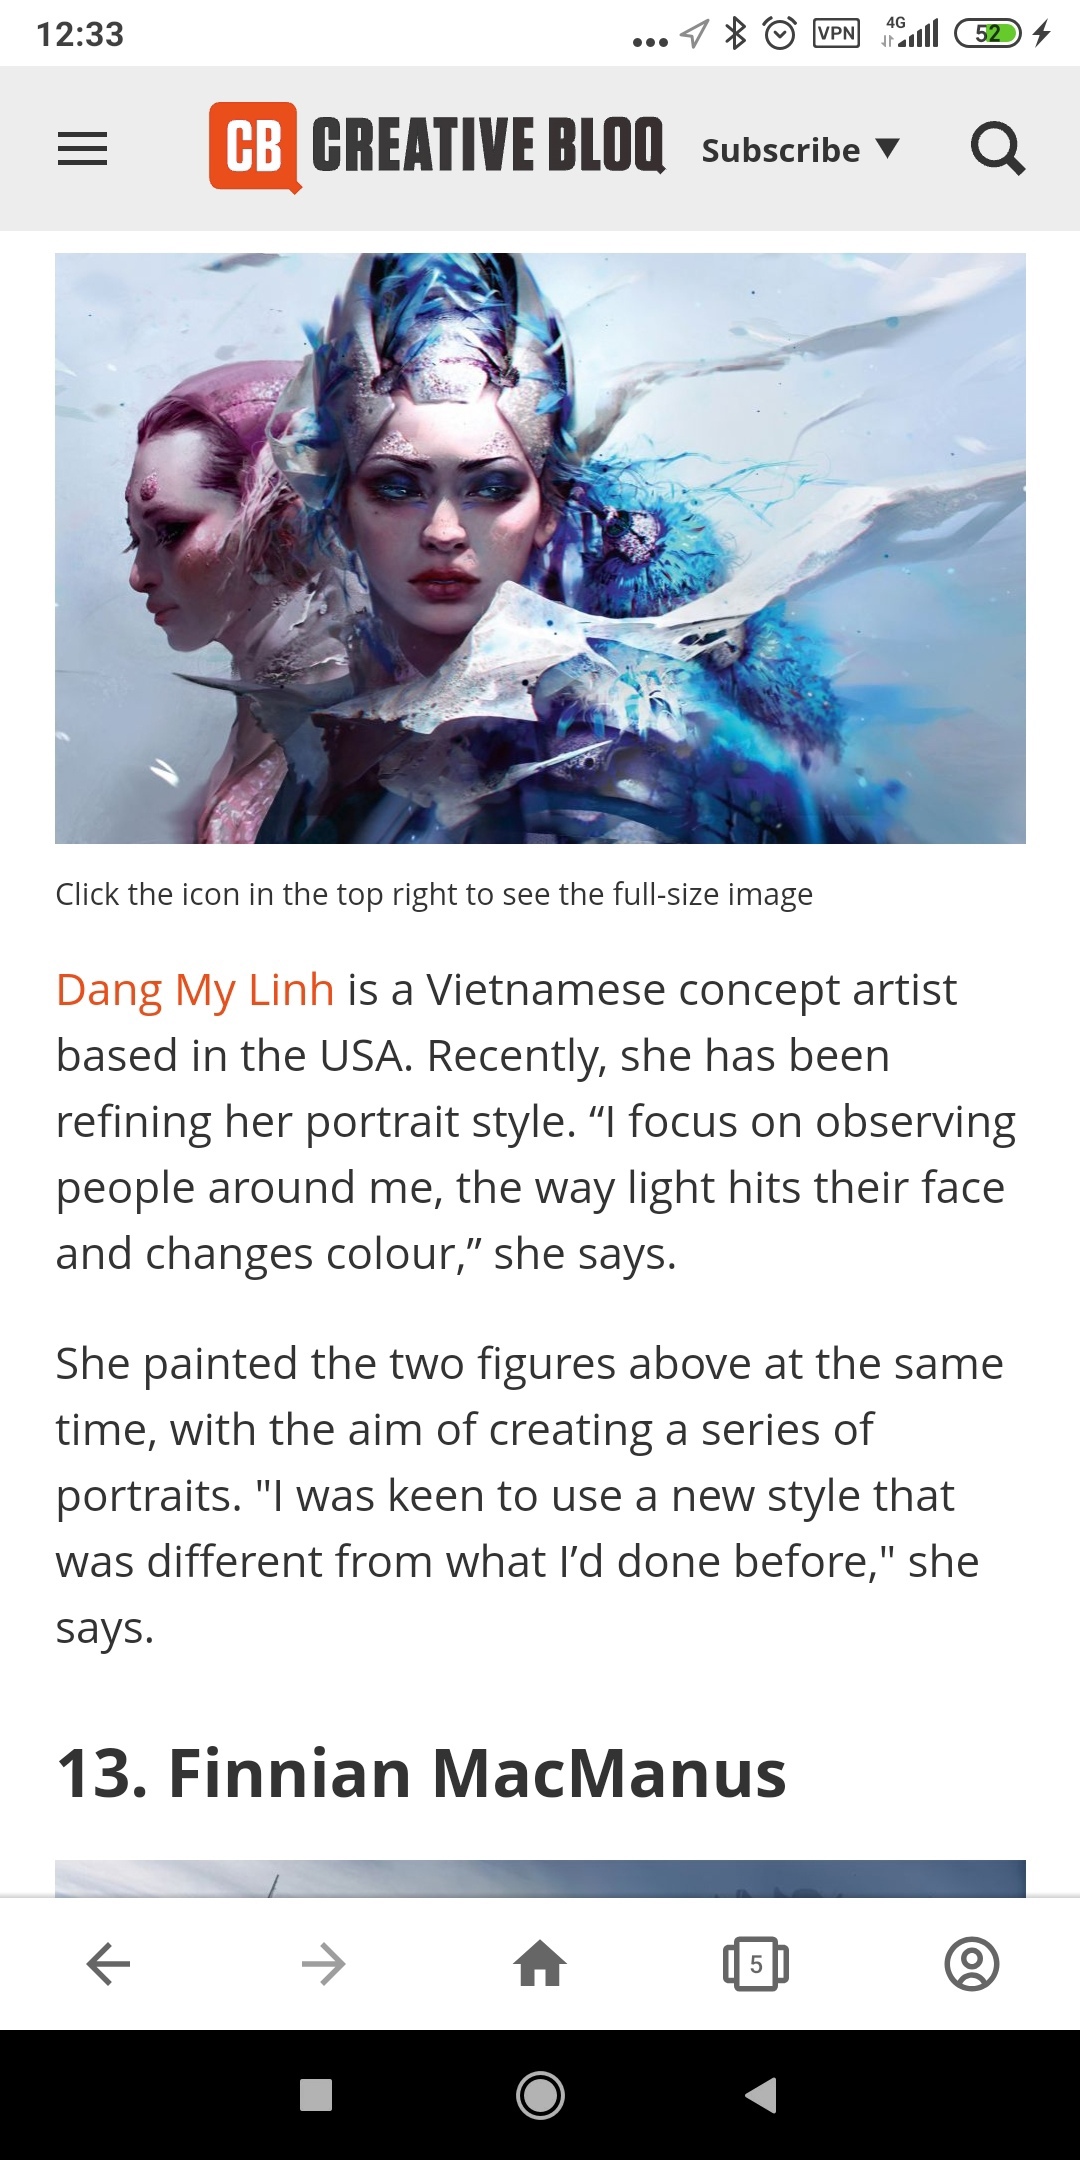 12:33
VPN
4G
52
CB CREATIVE BLOQ
Subscribe ▼
Click the icon in the top right to see the full-size image
Dang My Linh is a Vietnamese concept artist
based in the USA. Recently, she has been
refining her portrait style. “I focus on observing
people around me, the way light hits their face
and changes colour,” she says.
She painted the two figures above at the same
time, with the aim of creating a series of
portraits. "I was keen to use a new style that
was different from what I’d done before," she
says.
13. Finnian MacManus
5